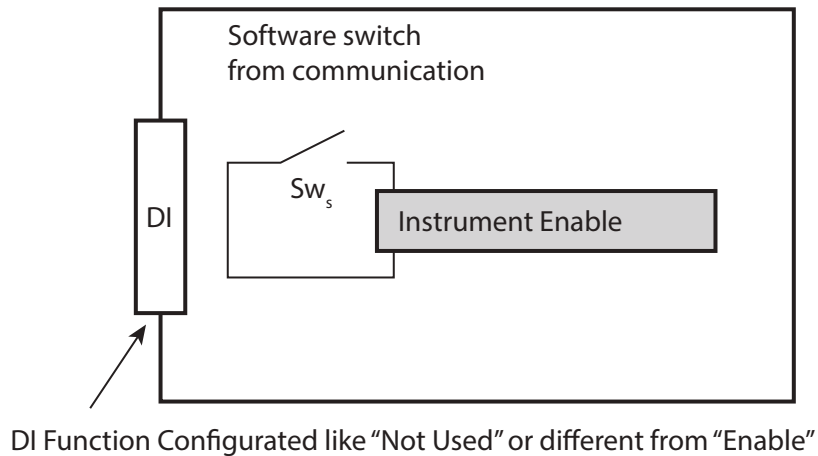 Software switch
from communication
Sws
DI
Instrument Enable
DI Function Configurated like “Not Used” or different from “Enable”